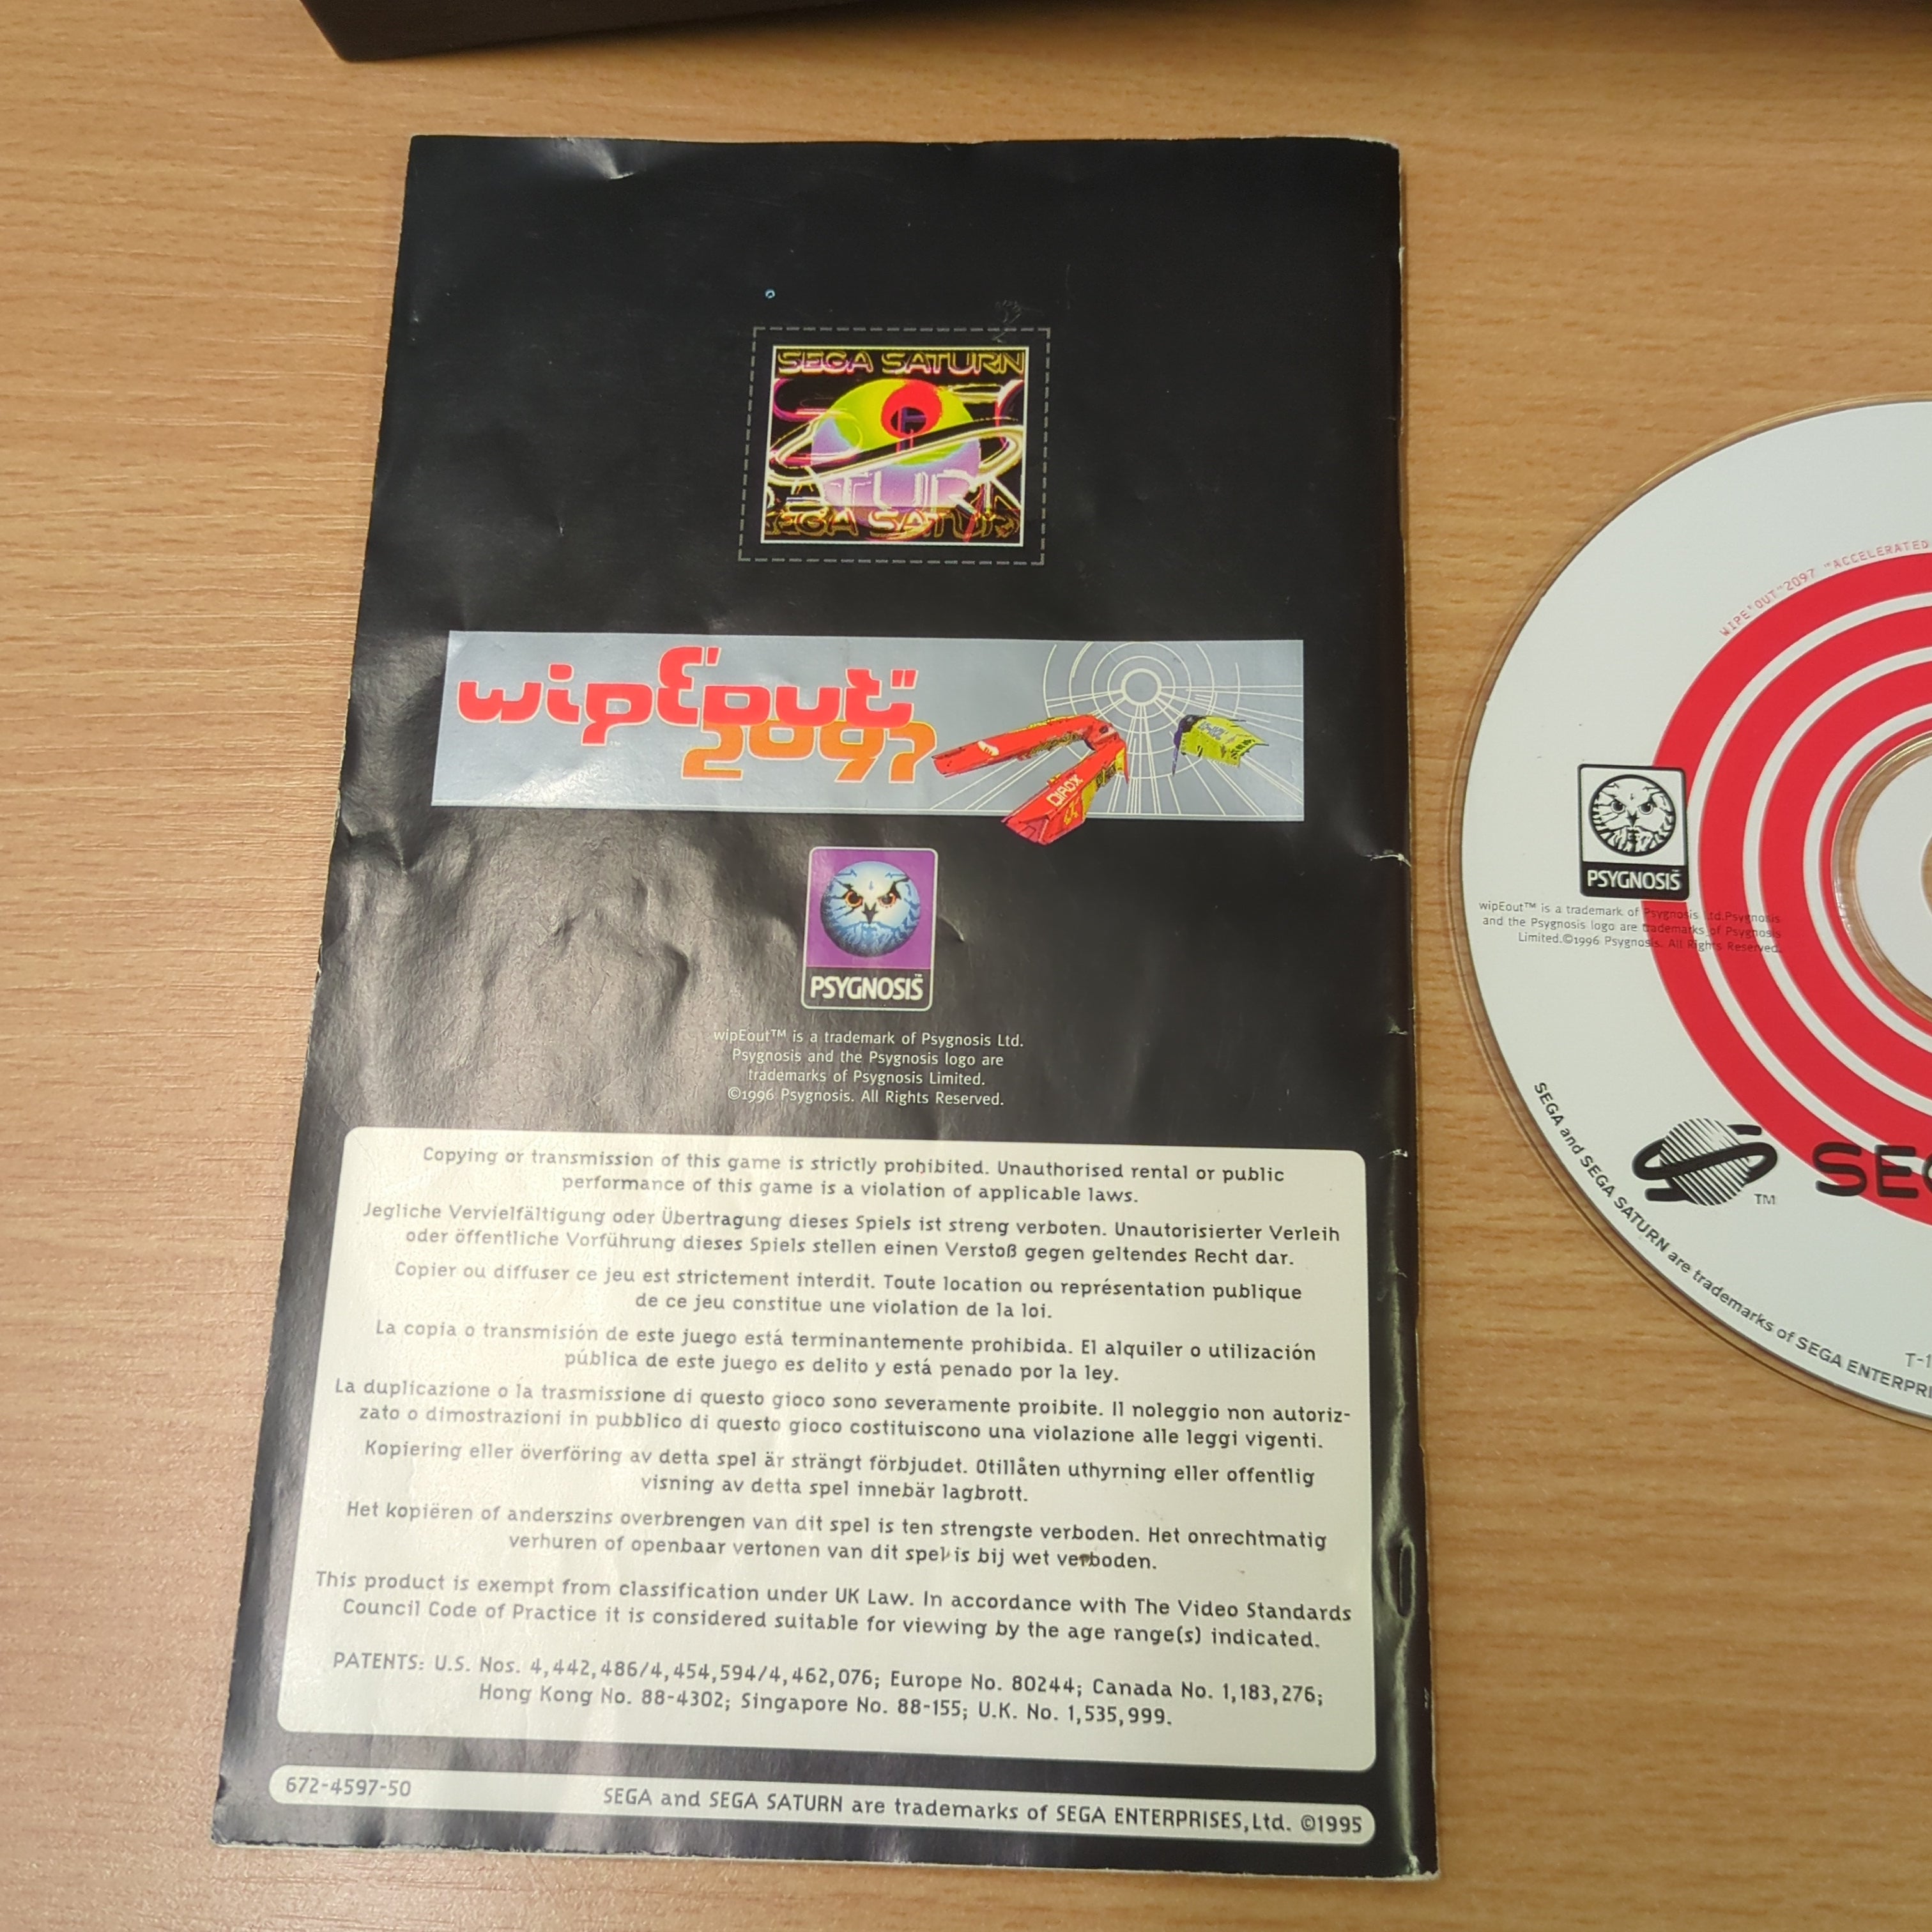 SEGA SATURN
TURN
SEGA SATURN
wipEout"
2097
QIREX
PSYGNOSIS™
wipEout™ is a trademark of Psygnosis Ltd.
Psygnosis and the Psygnosis logo are
trademarks of Psygnosis Limited.
©1996 Psygnosis. All Rights Reserved.
Copying or transmission of this game is strictly prohibited. Unauthorised rental or public
performance of this game is a violation of applicable laws.
Jegliche Vervielfältigung oder Übertragung dieses Spiels ist streng verboten. Unautorisierter Verleih
oder öffentliche Vorführung dieses Spiels stellen einen Verstoß gegen geltendes Recht dar.
Copier ou diffuser ce jeu est strictement interdit. Toute location ou représentation publique
de ce jeu constitue une violation de la loi.
La copia o transmisión de este juego está terminantemente prohibida. El alquiler o utilización
pública de este juego es delito y está penado por la ley.
La duplicazione o la trasmissione di questo gioco sono severamente proibite. Il noleggio non autoriz-
zato o dimostrazioni in pubblico di questo gioco costituiscono una violazione alle leggi vigenti.
Kopiering eller överföring av detta spel är strängt förbjudet. Otillåten uthyrning eller offentlig
visning av detta spel innebär lagbrott.
Het kopiëren of anderszins overbrengen van dit spel is ten strengste verboden. Het onrechtmatig
verhuren of openbaar vertonen van dit spel is bij wet verboden.
This product is exempt from classification under UK Law. In accordance with The Video Standards
Council Code of Practice it is considered suitable for viewing by the age range(s) indicated.
PATENTS: U.S. Nos. 4,442,486/4,454,594/4,462,076; Europe No. 80244; Canada No. 1,183,276;
Hong Kong No. 88-4302; Singapore No. 88-155; U.K. No. 1,535,999.
672-4597-50 SEGA and SEGA SATURN are trademarks of SEGA ENTERPRISES, Ltd. ©1995
WIPE'OUT"2097 "ACCELERATED
PSYGNOSIS™
wipEout™ is a trademark of Psygnosis Ltd.Psygnosis
and the Psygnosis logo are trademarks of Psygnosis
Limited.©1996 Psygnosis. All Rights Reserved.
TM SEG
T-1
SEGA and SEGA SATURN are trademarks of SEGA ENTERPRI